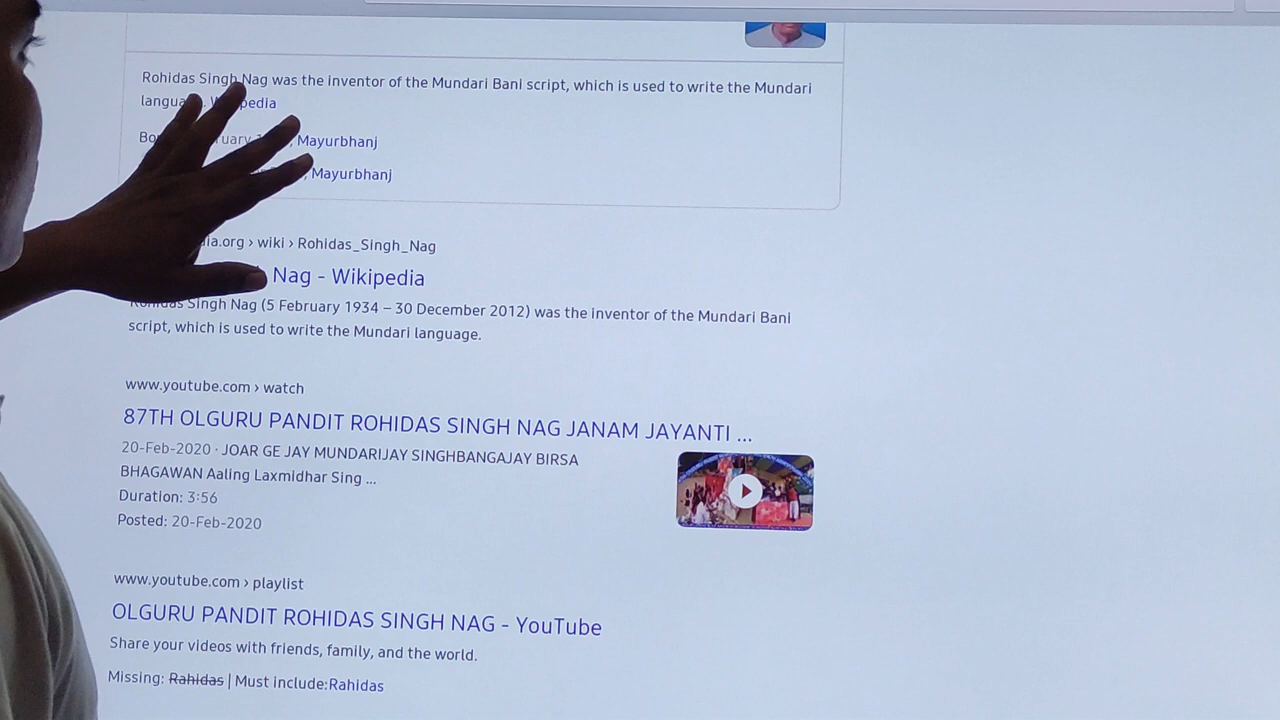 Rohidas Singh Nag was the inventor of the Mundari Bani script, which is used to write the Mundari
Wikipedia
Mayurbhanj
, Mayurbhanj
ia.org › wiki › Rohidas_Singh_Nag
Nag - Wikipedia
Rohidas Singh Nag (5 February 1934 – 30 December 2012) was the inventor of the Mundari Bani
script, which is used to write the Mundari language.
www.youtube.com › watch
87TH OLGURU PANDIT ROHIDAS SINGH NAG JANAM JAYANTI ...
20-Feb-2020 · JOAR GE JAY MUNDARIJAY SINGHBANGAJAY BIRSA
BHAGAWAN Aaling Laxmidhar Sing ...
Duration: 3:56
Posted: 20-Feb-2020
www.youtube.com › playlist
OLGURU PANDIT ROHIDAS SINGH NAG - YouTube
Share your videos with friends, family, and the world.
Missing: Rahidas | Must include:Rahidas